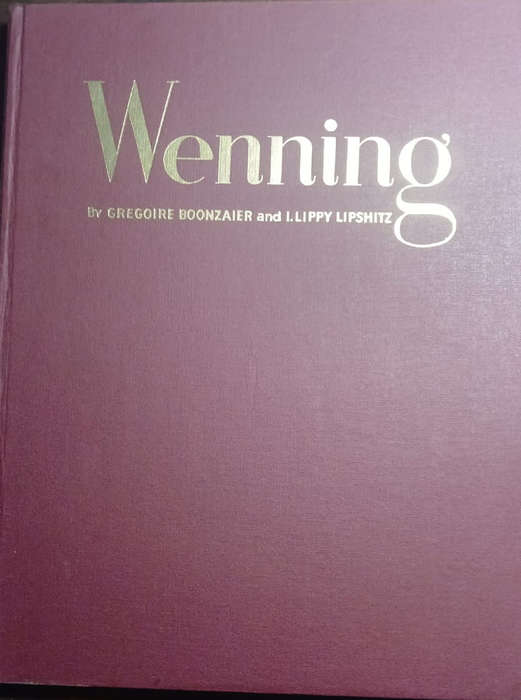 Wenning
By GREGOIRE BOONZAIER and I. LIPPY LIPSHITZ